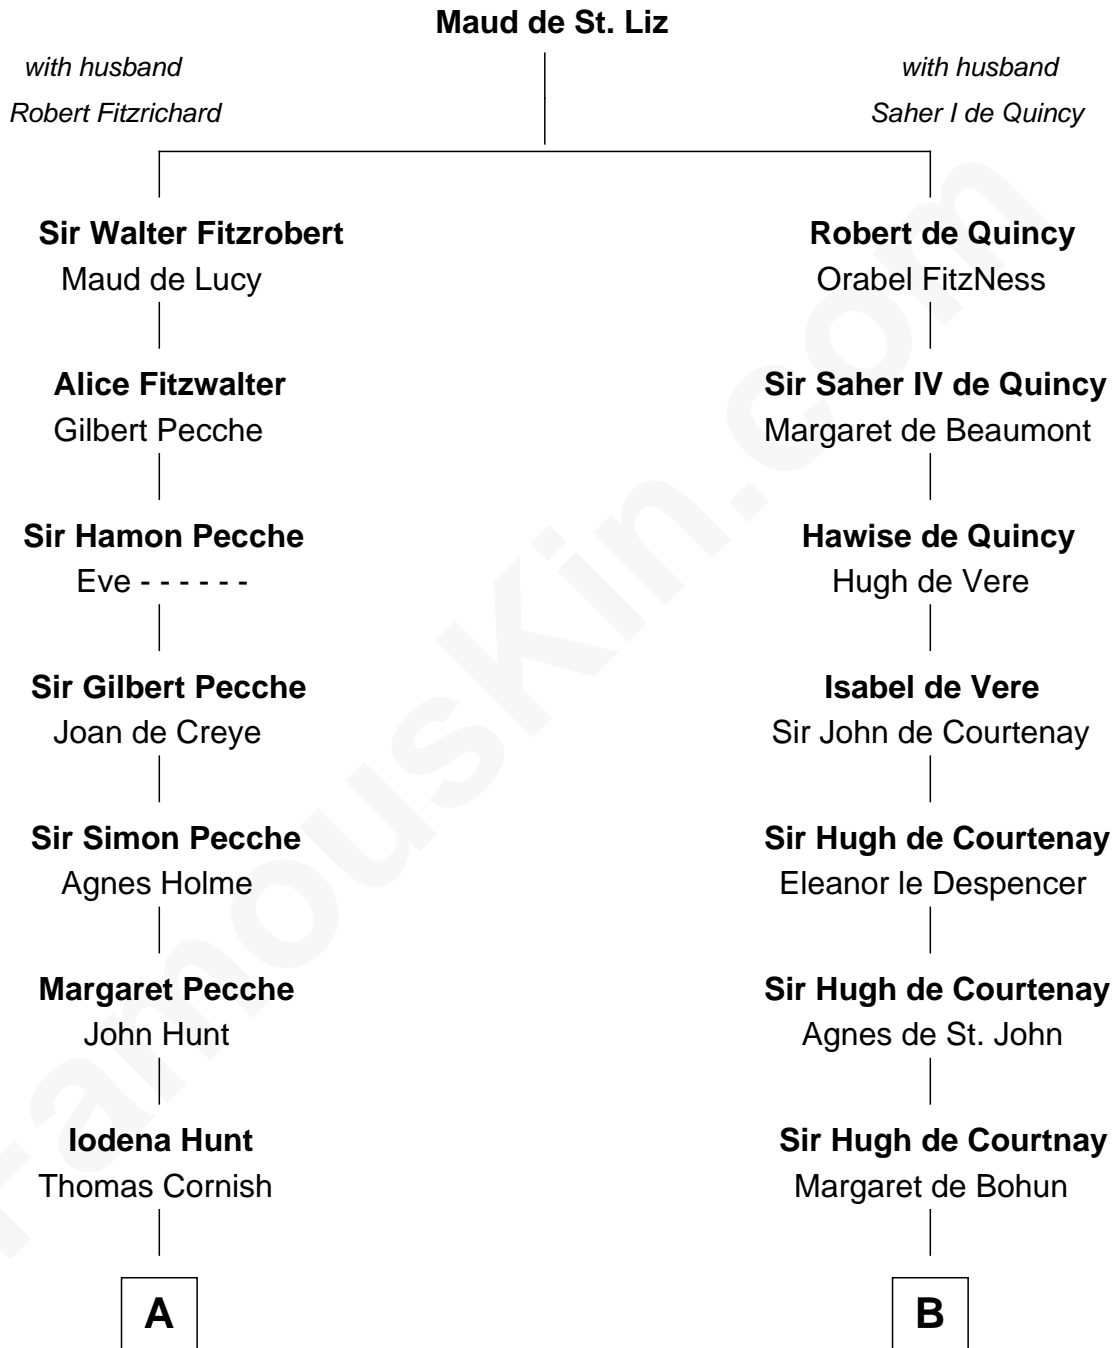 Maud de St. Liz
with husband
Robert Fitzrichard
with husband
Saher I de Quincy
Sir Walter Fitzrobert
Maud de Lucy
Robert de Quincy
Orabel FitzNess
Alice Fitzwalter
Gilbert Pecche
Sir Saher IV de Quincy
Margaret de Beaumont
Sir Hamon Pecche
Eve - - - - - -
Hawise de Quincy
Hugh de Vere
Sir Gilbert Pecche
Joan de Creye
Isabel de Vere
Sir John de Courtenay
Sir Simon Pecche
Agnes Holme
Sir Hugh de Courtenay
Eleanor le Despencer
Margaret Pecche
John Hunt
Sir Hugh de Courtenay
Agnes de St. John
Iodena Hunt
Thomas Cornish
Sir Hugh de Courtnay
Margaret de Bohun
A
B
FamousKin.com